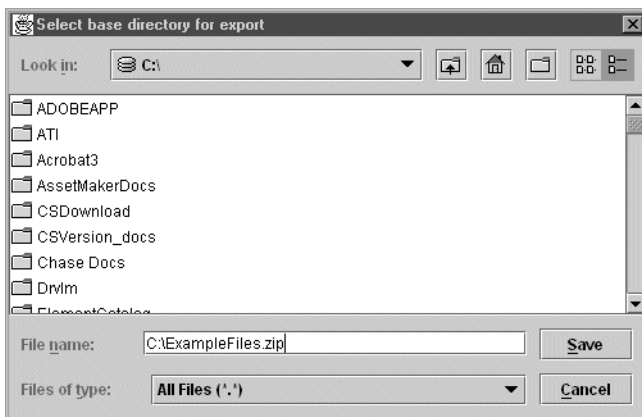 Select base directory for export
Look in: C:\
ADOBEAPP
ATI
Acrobat3
AssetMakerDocs
CSDownload
CSVersion_docs
Chase Docs
Drvlm
ElementCatalog
File name: C:\ExampleFiles.zip
Save
Files of type: All Files (*.*)
Cancel